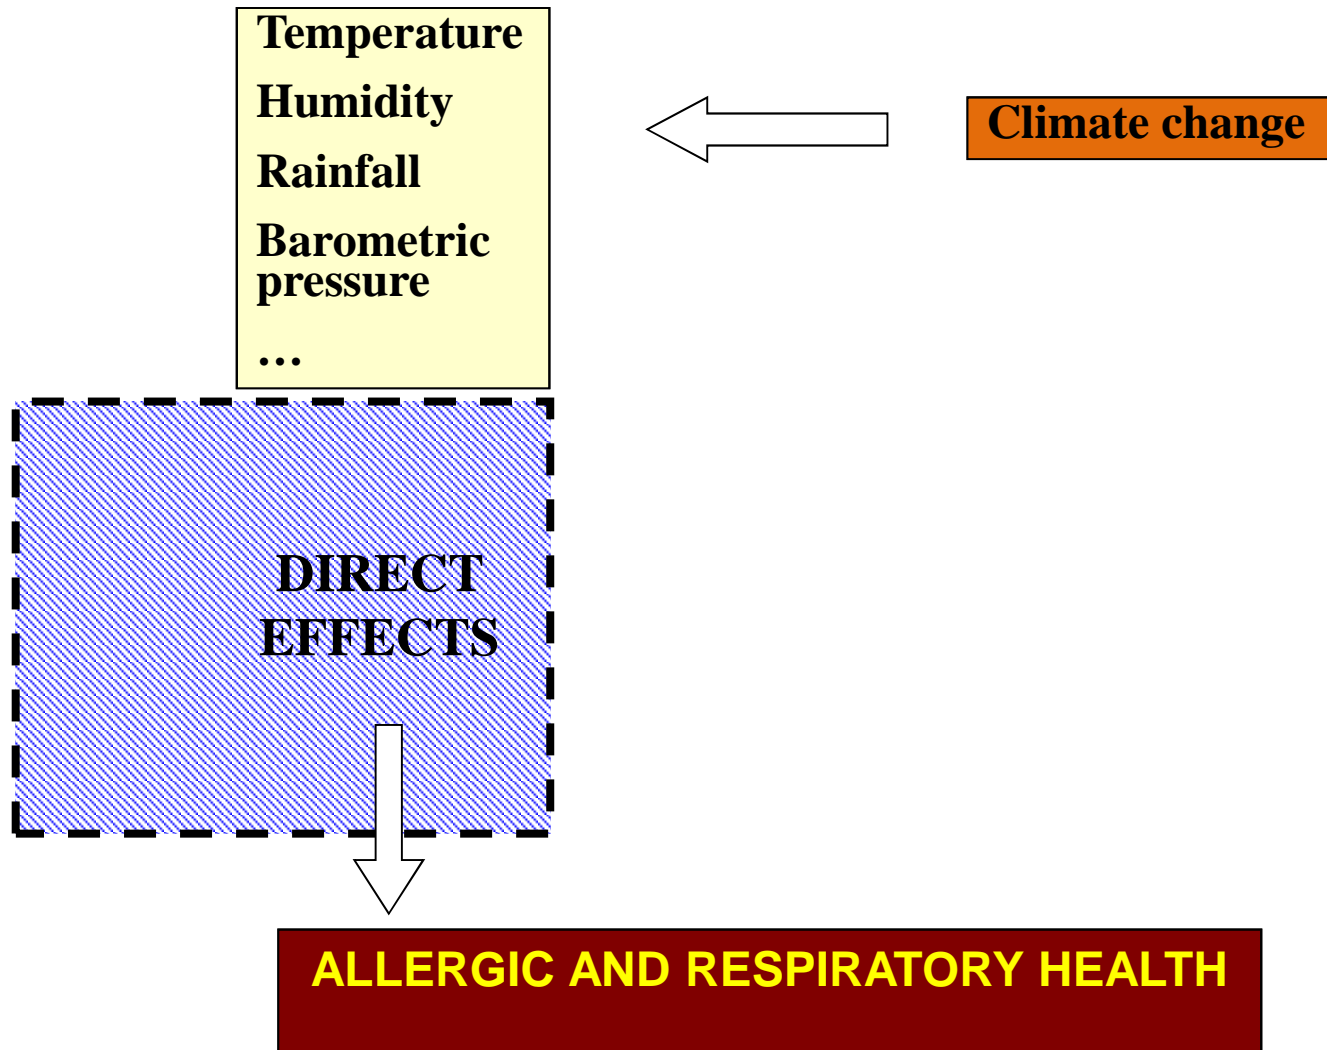 Temperature
Humidity
Rainfall
Barometric
pressure
…
Climate change
DIRECT
EFFECTS
ALLERGIC AND RESPIRATORY HEALTH